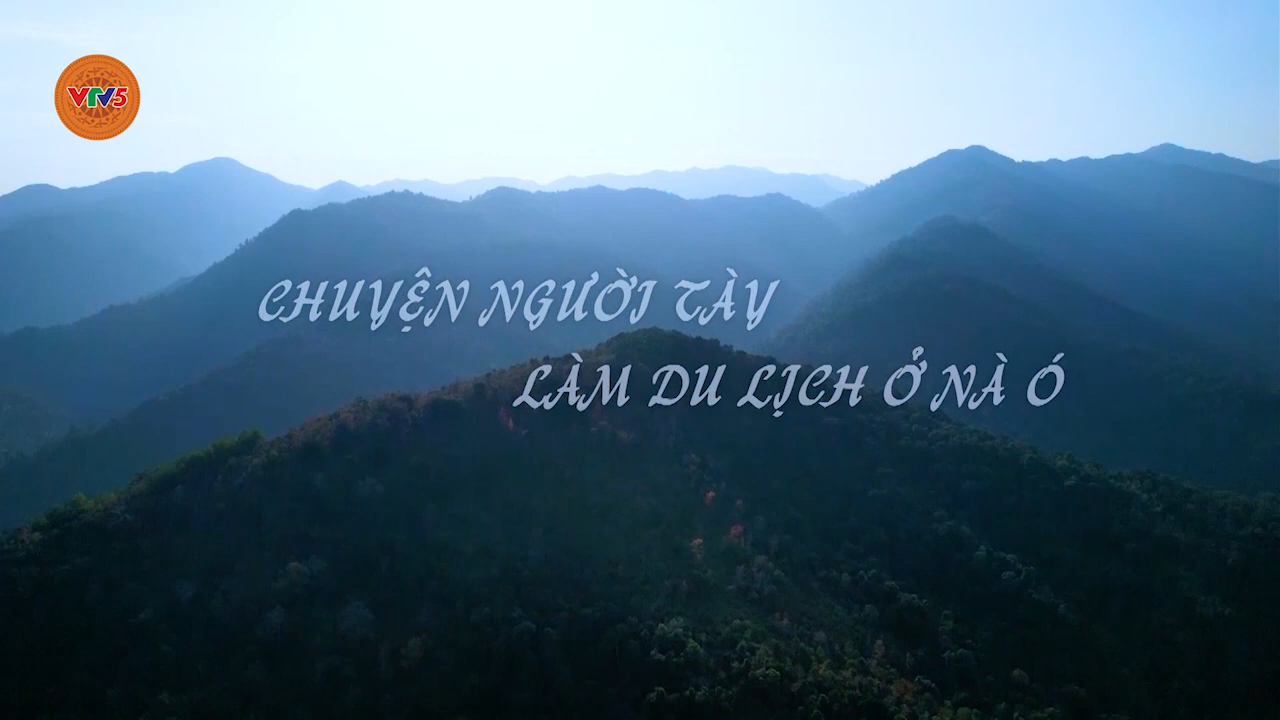 VTV5
CHUYỆN NGƯỜI TÀY
LÀM DU LỊCH Ở NÀ Ó